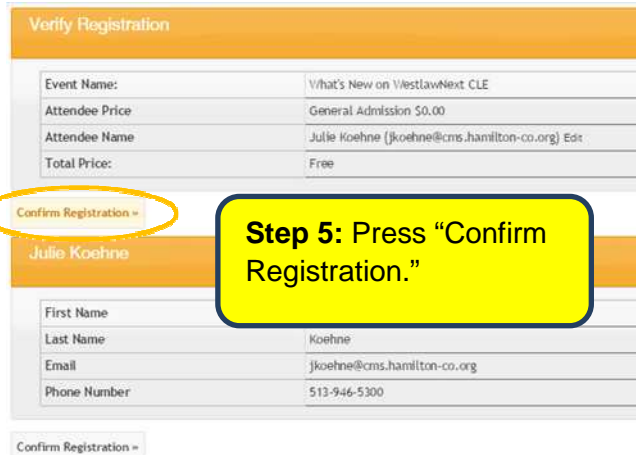 Verify Registration
Event Name: What's New on WestlawNext CLE
Attendee Price General Admission $0.00
Attendee Name Julie Koehne (jkoehne@cms.hamilton-co.org) Edit
Total Price: Free
Confirm Registration »
Step 5: Press “Confirm
Registration.”
Julie Koehne
First Name
Last Name Koehne
Email jkoehne@cms.hamilton-co.org
Phone Number 513-946-5300
Confirm Registration »